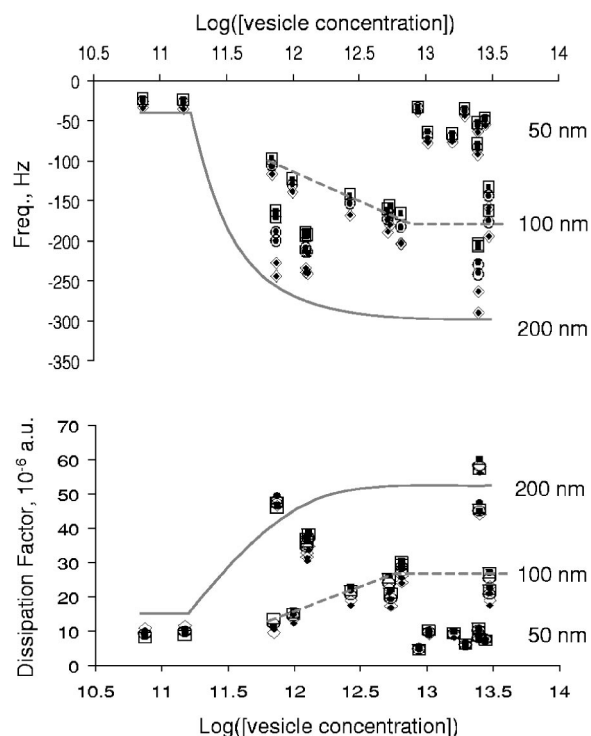 Log([vesicle concentration])
10.5 11 11.5 12 12.5 13 13.5 14
0
-50
-100
-150
-200
-250
-300
-350
Freq., Hz
50 nm
100 nm
200 nm
70
60
50
40
30
20
10
0
Dissipation Factor, 10⁻⁶ a.u.
200 nm
100 nm
50 nm
10.5 11 11.5 12 12.5 13 13.5 14
Log([vesicle concentration])